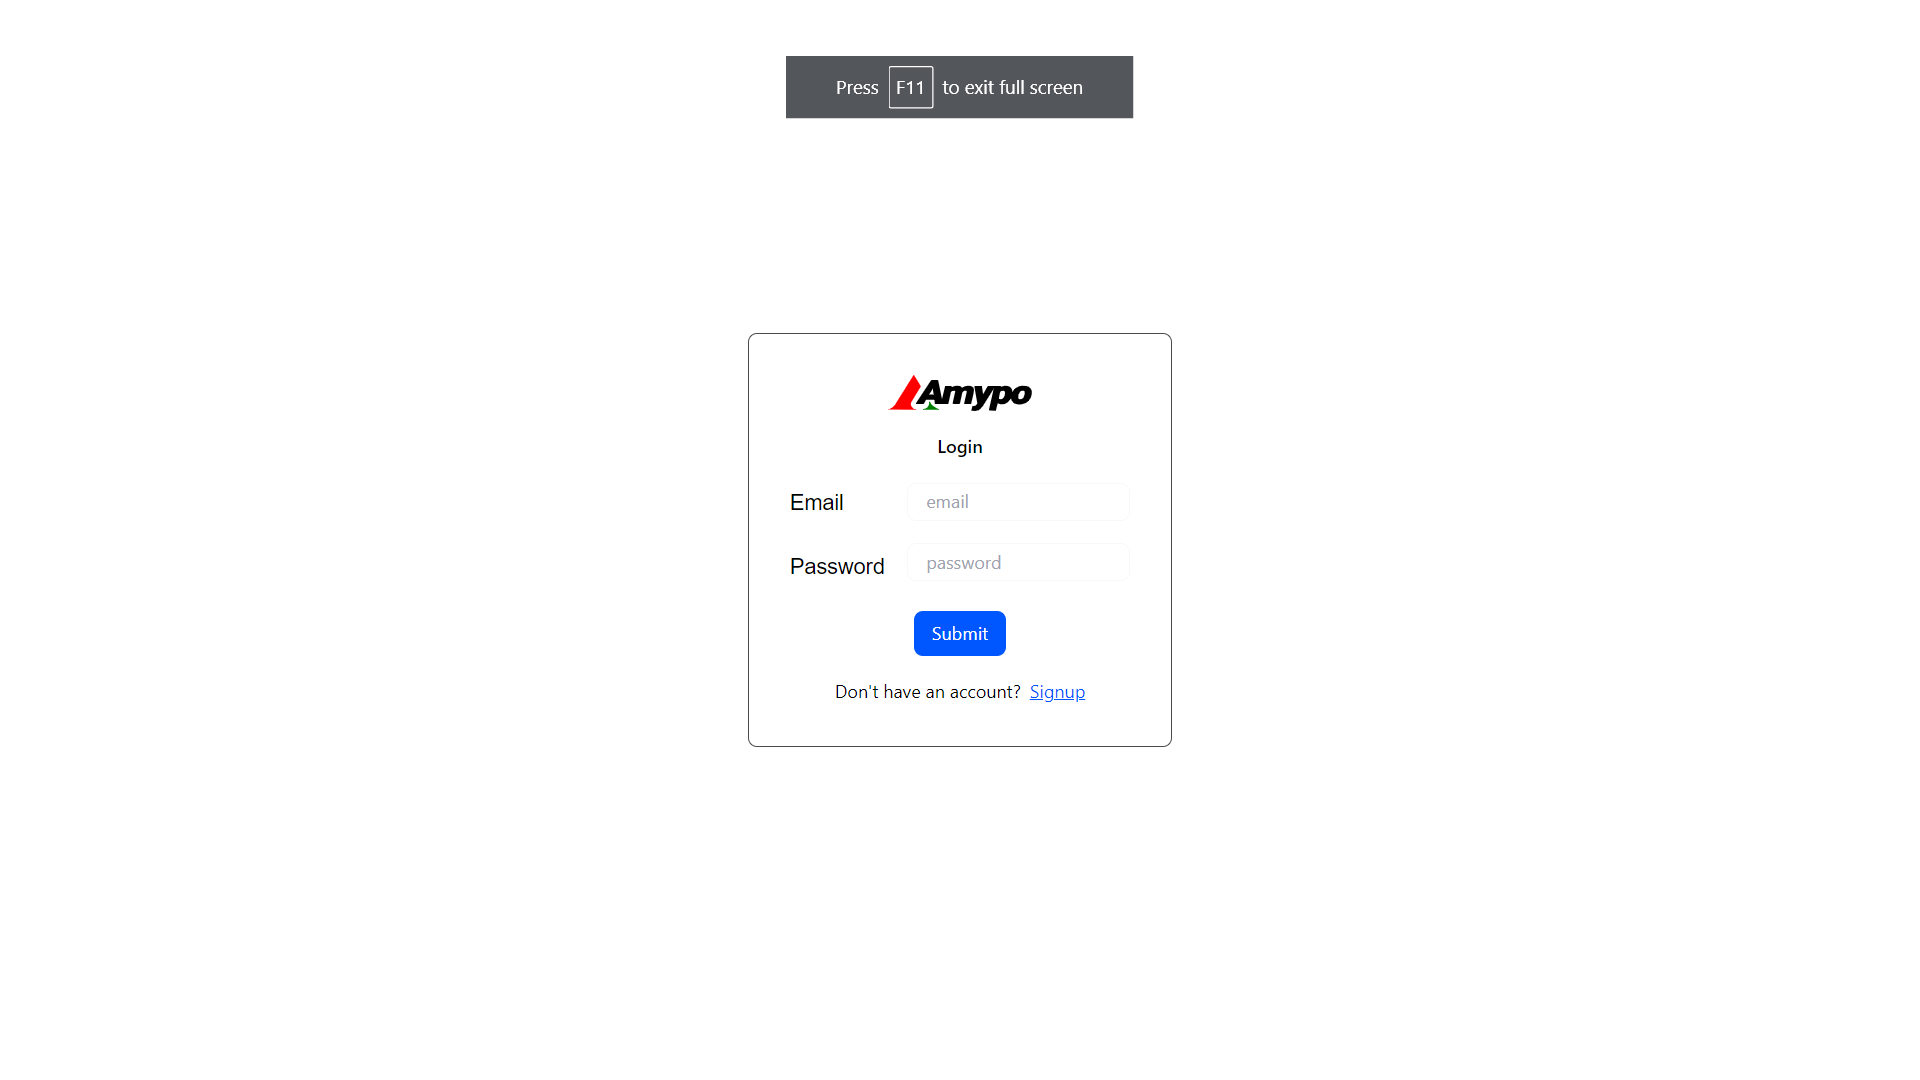 Press F11 to exit full screen
Amypo
Login
Email email
Password password
Submit
Don't have an account? Signup